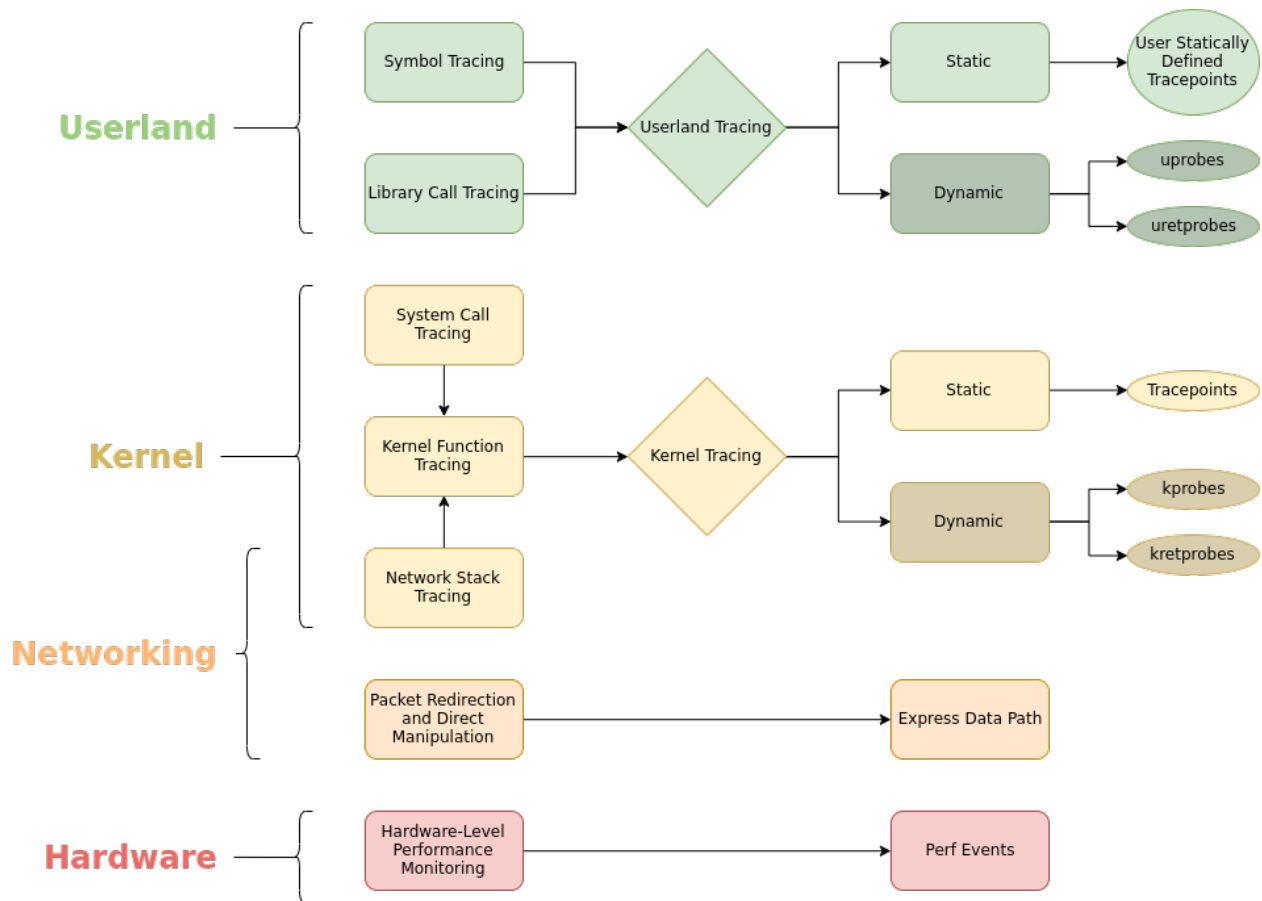 Userland
Symbol Tracing
Library Call Tracing
Userland Tracing
Static
Dynamic
User Statically
Defined
Tracepoints
uprobes
uretprobes
Kernel
System Call
Tracing
Kernel Function
Tracing
Network Stack
Tracing
Kernel Tracing
Static
Dynamic
Tracepoints
kprobes
kretprobes
Networking
Packet Redirection
and Direct
Manipulation
Express Data Path
Hardware
Hardware-Level
Performance
Monitoring
Perf Events